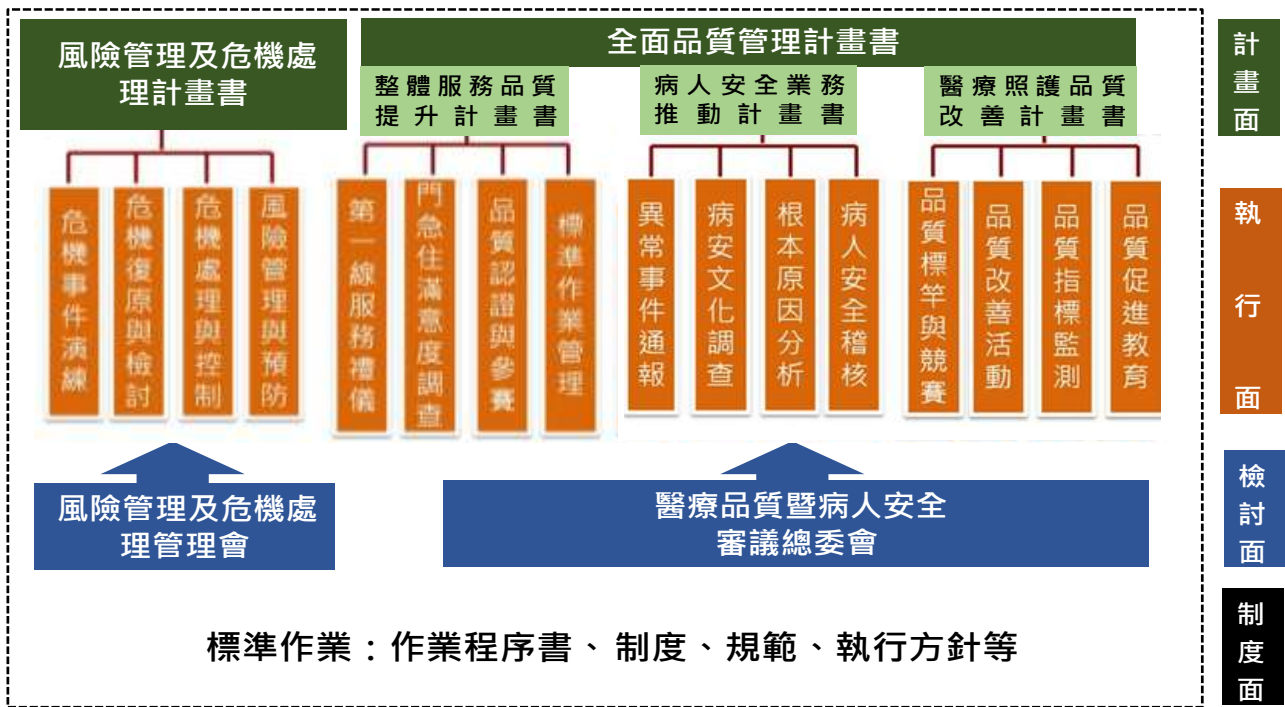 風險管理及危機處
理計畫書
全面品質管理計畫書
整體服務品質
提升計畫書
病人安全業務
推動計畫書
醫療照護品質
改善計畫書
計畫面
危機事件演練
危機復原與檢討
危機處理與控制
風險管理與預防
第一線服務禮儀
門急住滿意度調查
品質認證與參賽
標準作業管理
異常事件通報
病安文化調查
根本原因分析
病人安全稽核
品質標竿與競賽
品質改善活動
品質指標監測
品質促進教育
執行面
風險管理及危機處
理管理會
醫療品質暨病人安全
審議總委會
檢討面
標準作業：作業程序書、制度、規範、執行方針等
制度面